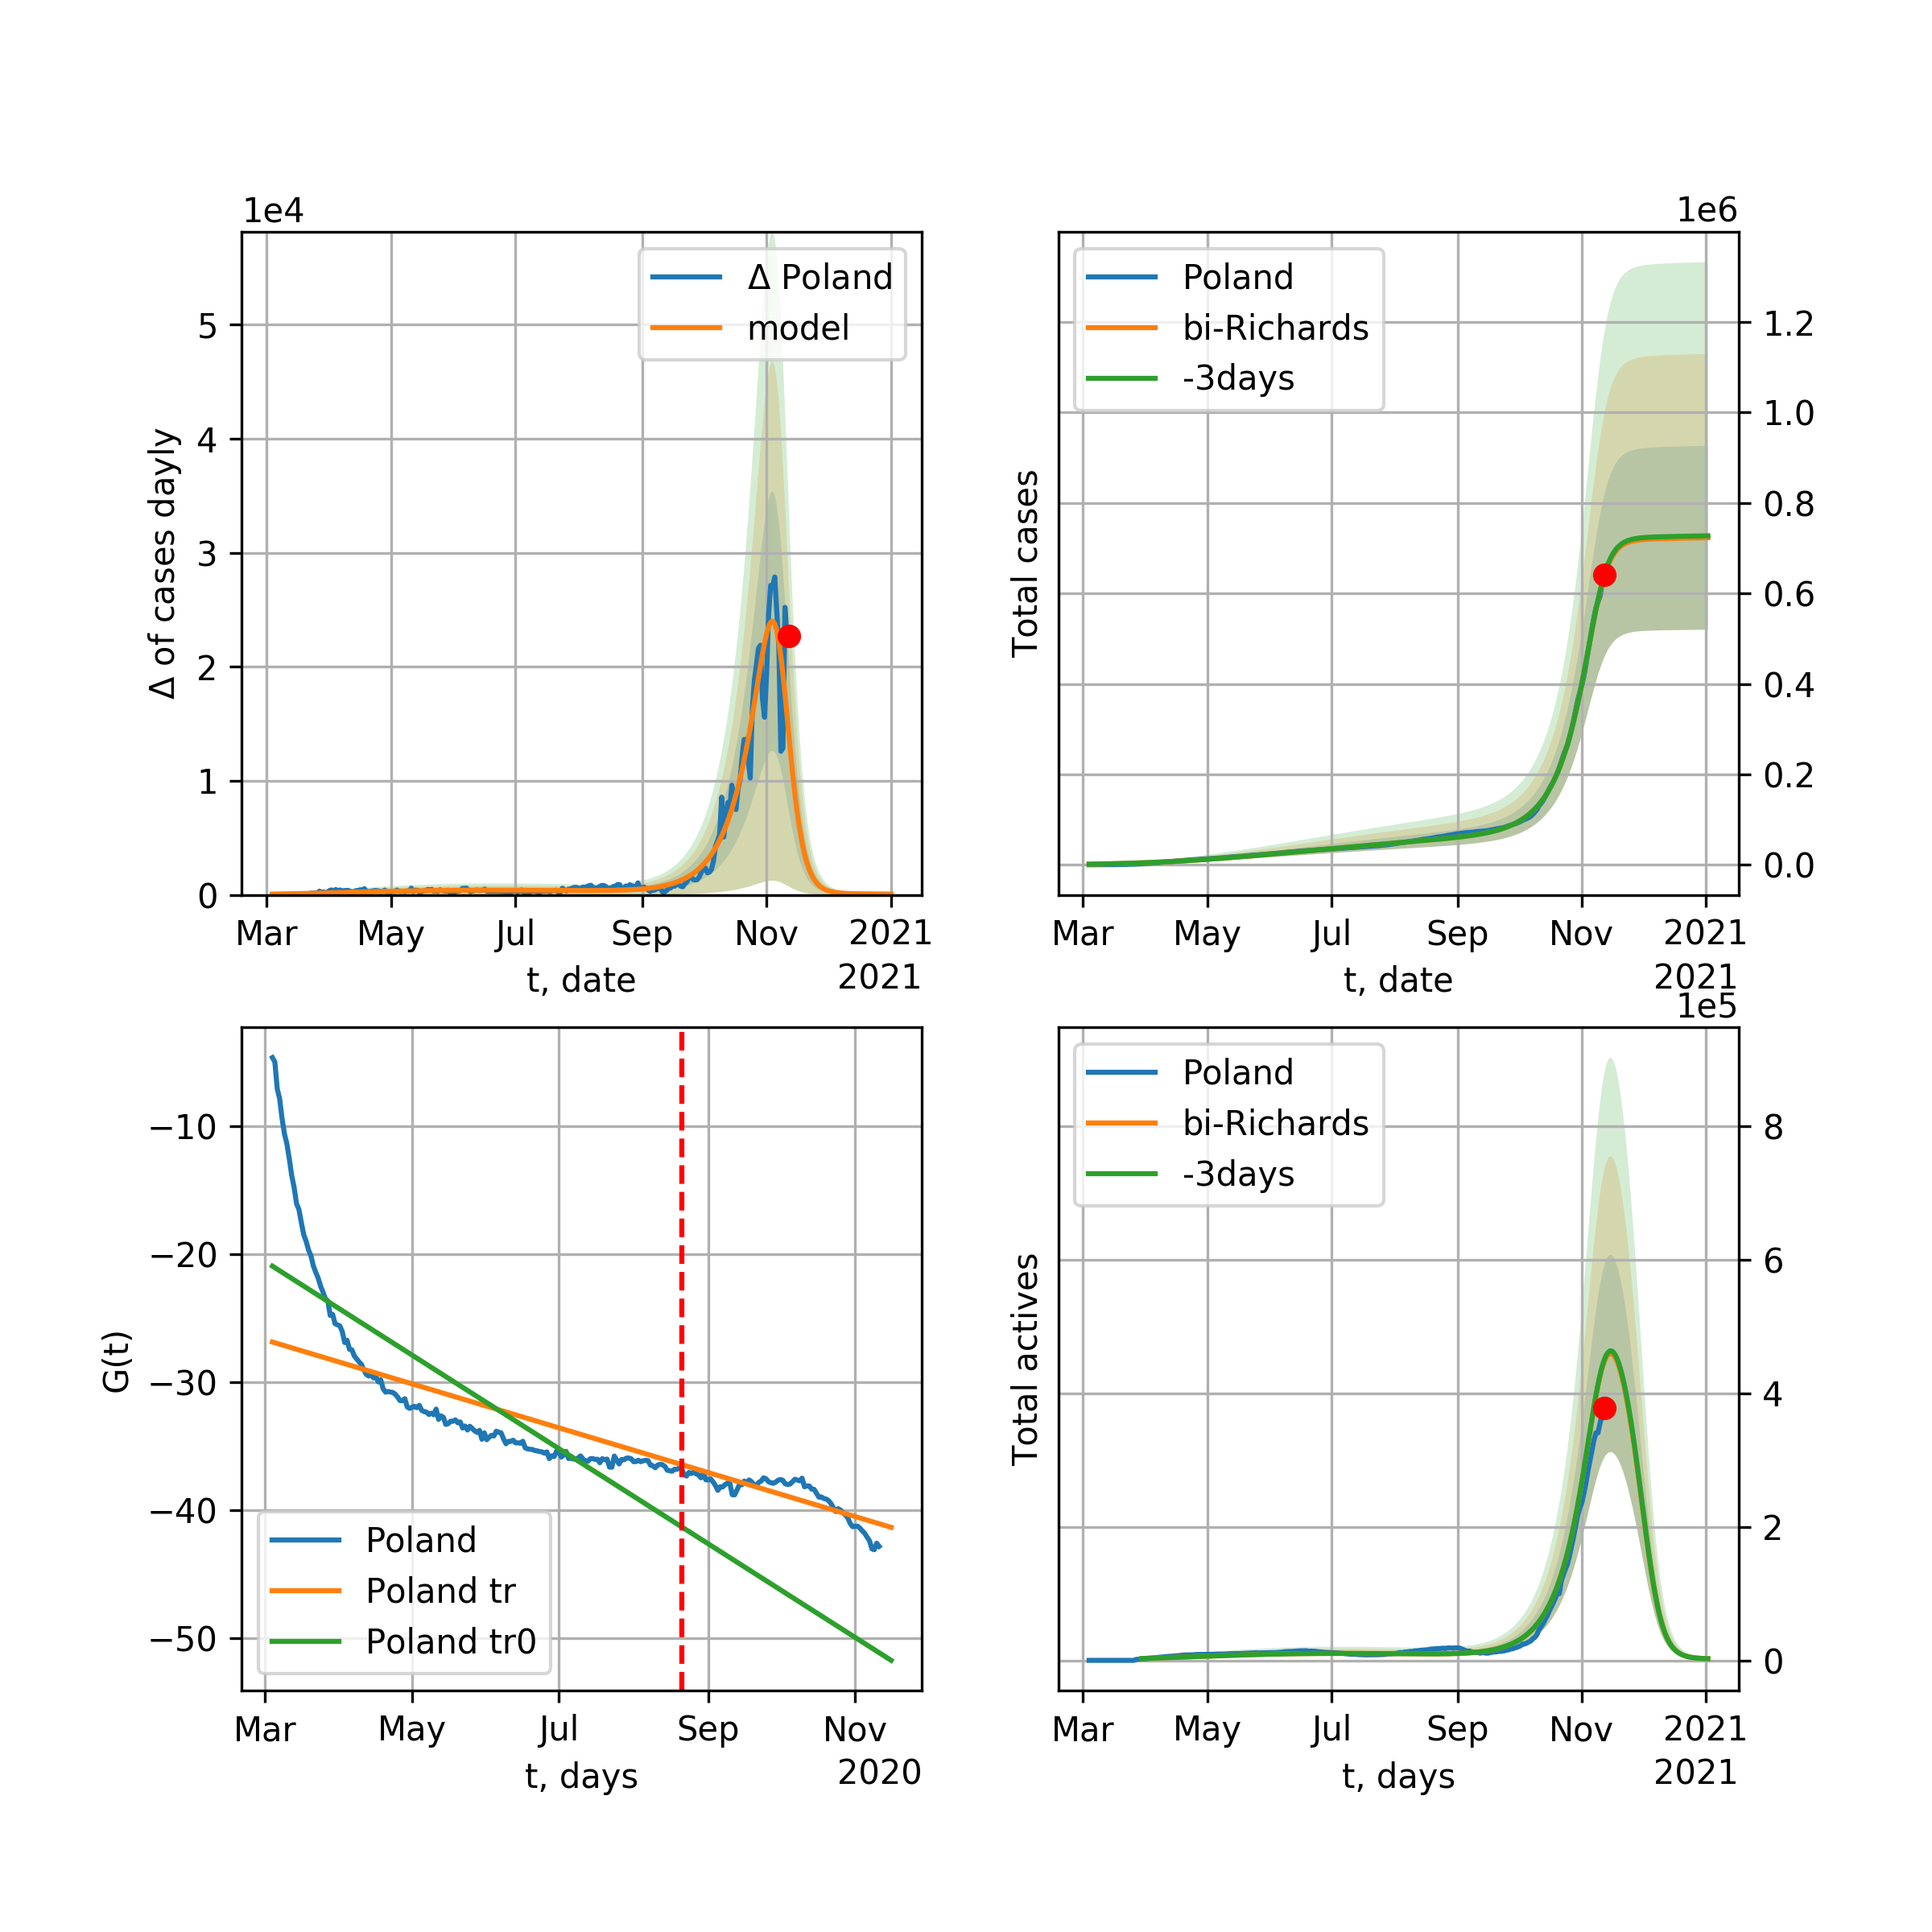 1e4
Δ Poland
model
5
4
3
2
1
0
Δ of cases dayly
Mar May Jul Sep Nov 2021
t, date
2021
1e6
Poland
bi-Richards
-3days
1.2
1.0
0.8
0.6
0.4
0.2
0.0
Total cases
Mar May Jul Sep Nov 2021
t, date
2021
−10
−20
−30
−40
−50
G(t)
Poland
Poland tr
Poland tr0
Mar May Jul Sep Nov
2020
t, days
1e5
Poland
bi-Richards
-3days
8
6
4
2
0
Total actives
Mar May Jul Sep Nov 2021
2021
t, days